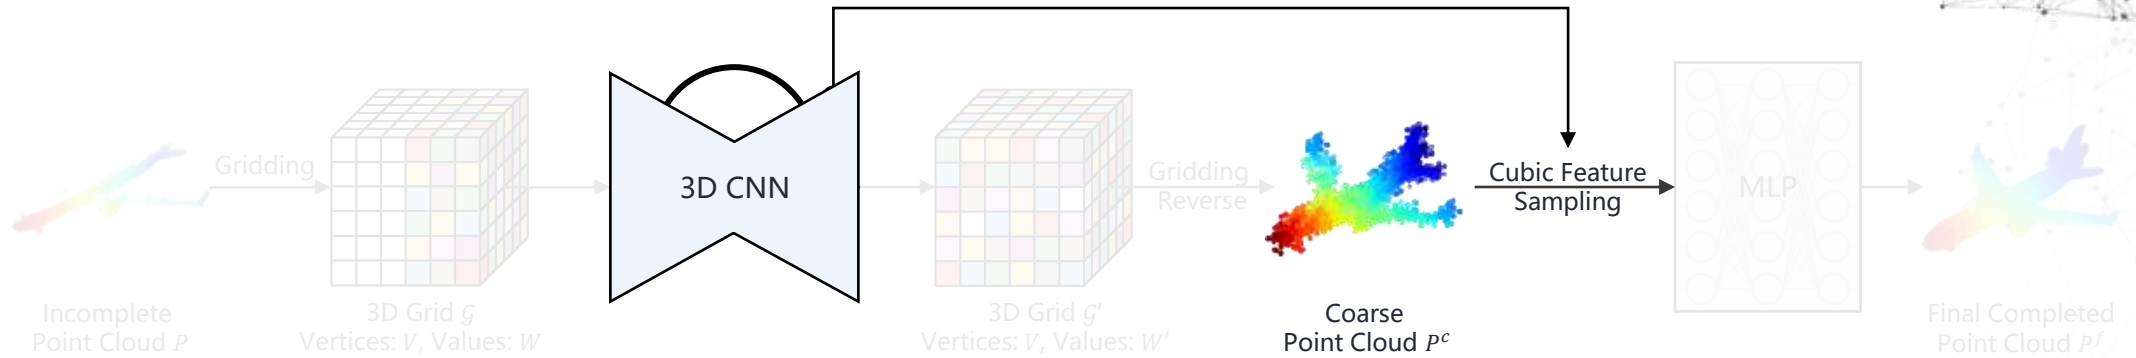 Gridding
Incomplete
Point Cloud P
3D Grid 𝒢
Vertices: V, Values: W
3D CNN
3D Grid 𝒢′
Vertices: V, Values: W′
Gridding
Reverse
Coarse
Point Cloud Pᶜ
Cubic Feature
Sampling
MLP
Final Completed
Point Cloud Pᶠ